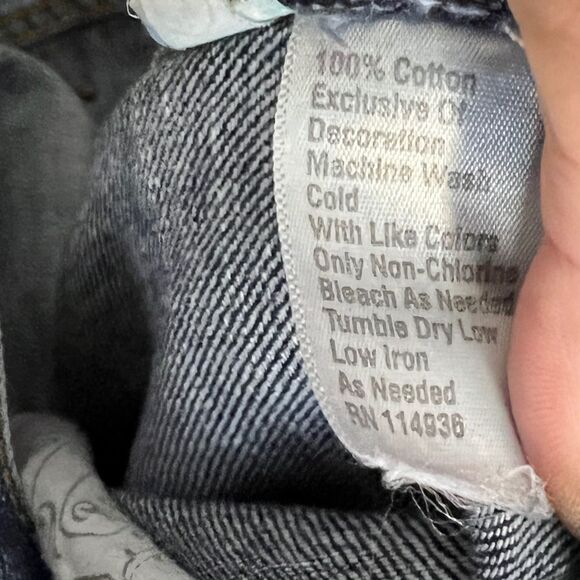 100% Cotton
Exclusive Of
Decoration
Machine Wash
Cold
With Like Colors
Only Non-Chlorine
Bleach As Needed
Tumble Dry Low
Low Iron
As Needed
RN 114936